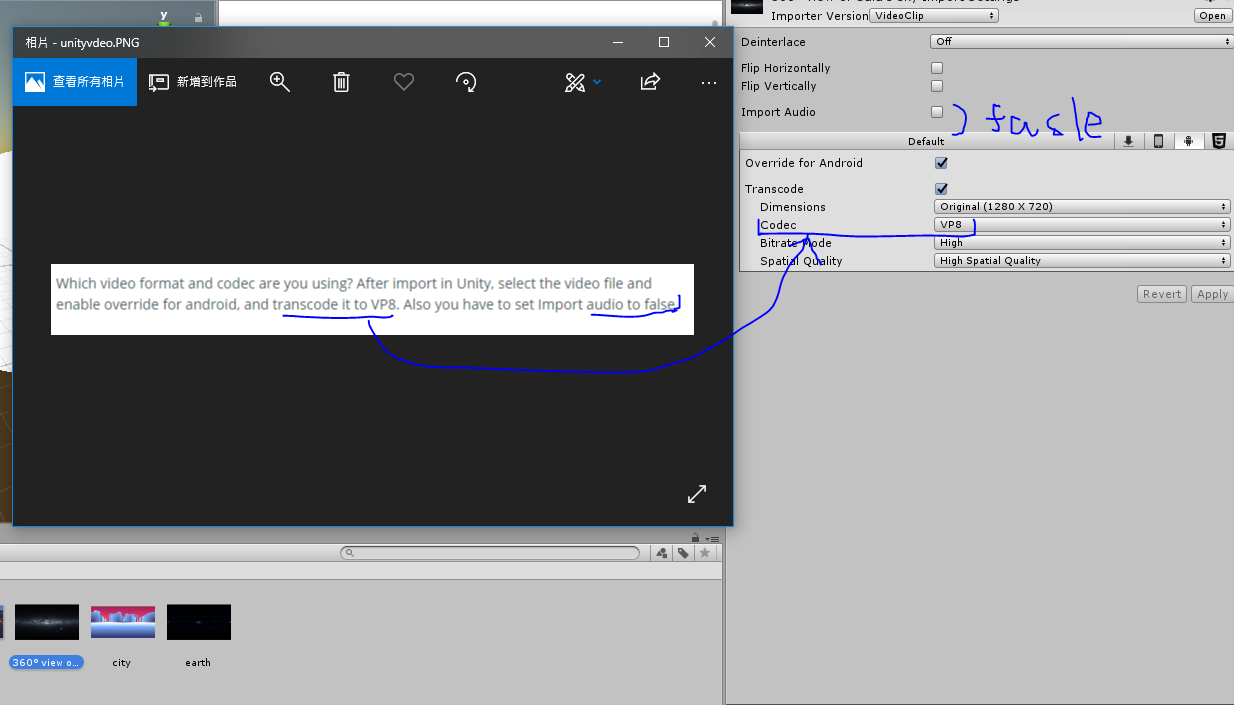 y
Importer Version VideoClip Open
相片 - unityvdeo.PNG
查看所有相片 新增到作品
Deinterlace Off
Flip Horizontally
Flip Vertically
Import Audio
fasle
Default
Override for Android
Transcode
Dimensions Original (1280 X 720)
Codec VP8
Bitrate Mode High
Spatial Quality High Spatial Quality
Revert Apply
Which video format and codec are you using? After import in Unity, select the video file and
enable override for android, and transcode it to VP8. Also you have to set Import audio to false.
360° view o...
city
earth